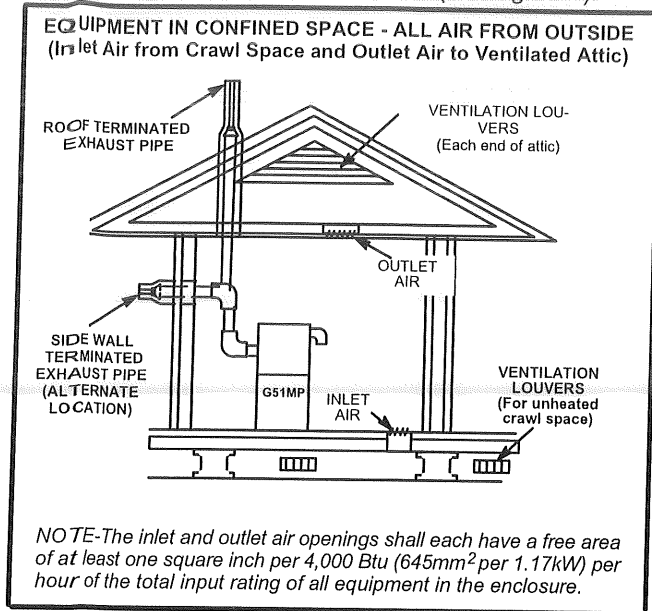 EQUIPMENT IN CONFINED SPACE - ALL AIR FROM OUTSIDE
(Inlet Air from Crawl Space and Outlet Air to Ventilated Attic)
ROOF TERMINATED
EXHAUST PIPE
VENTILATION LOU-
VERS
(Each end of attic)
OUTLET
AIR
SIDE WALL
TERMINATED
EXHAUST PIPE
(ALTERNATE
LOCATION)
G51MP
INLET
AIR
VENTILATION
LOUVERS
(For unheated
crawl space)
NOTE-The inlet and outlet air openings shall each have a free area
of at least one square inch per 4,000 Btu (645mm² per 1.17kW) per
hour of the total input rating of all equipment in the enclosure.